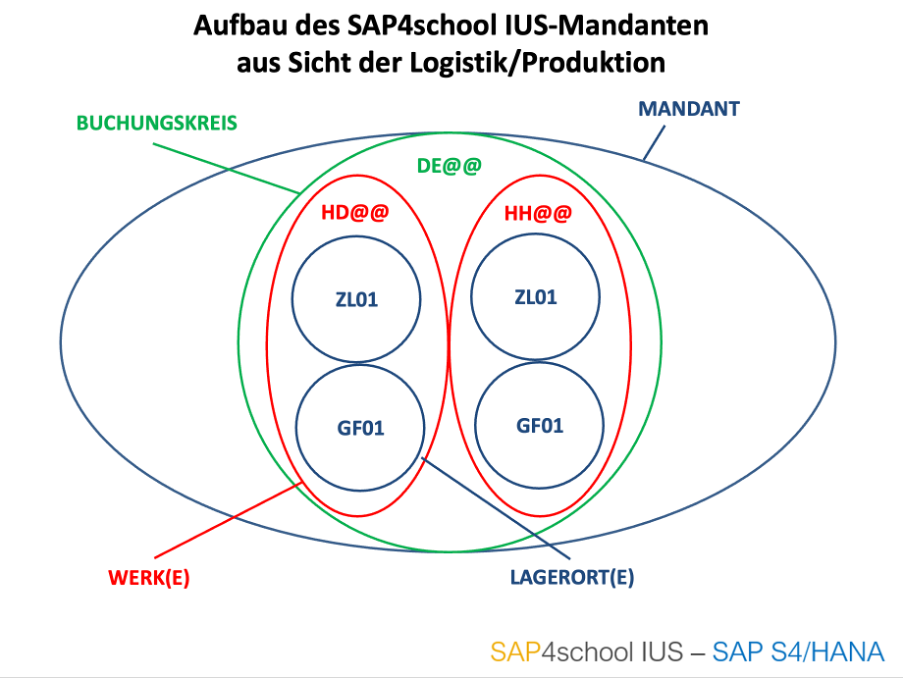 Aufbau des SAP4school IUS-Mandanten
aus Sicht der Logistik/Produktion
MANDANT
BUCHUNGSKREIS
DE@@
HD@@
HH@@
ZL01
ZL01
GF01
GF01
WERK(E)
LAGERORT(E)
SAP4school IUS – SAP S4/HANA